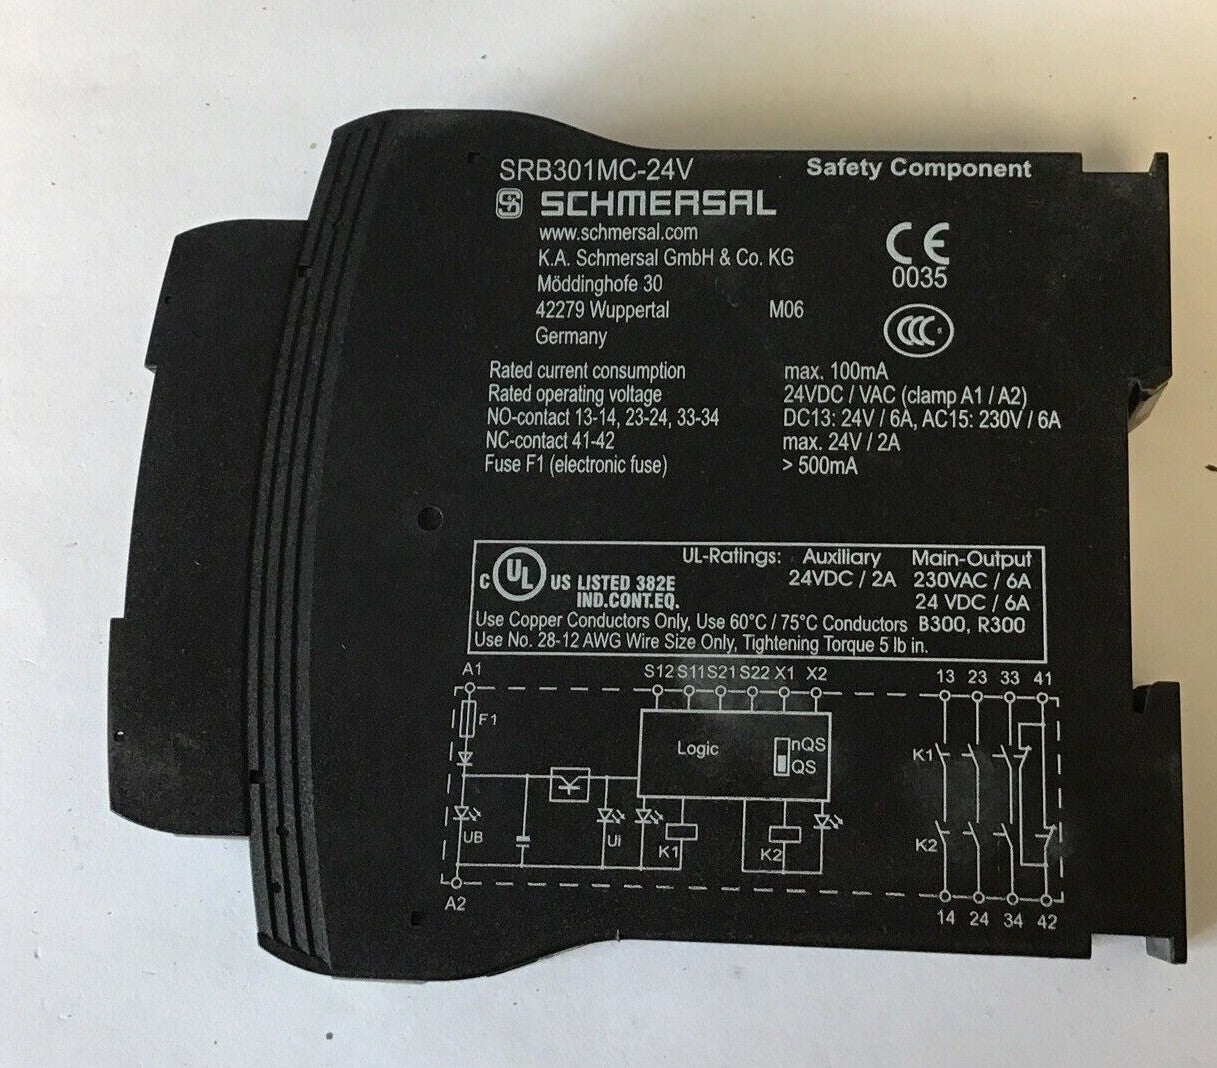 SRB301MC-24V Safety Component
SCHMERSAL
www.schmersal.com
K.A. Schmersal GmbH & Co. KG
Möddinghofe 30
42279 Wuppertal M06
Germany
CE
0035
CCC S
Rated current consumption max. 100mA
Rated operating voltage 24VDC / VAC (clamp A1 / A2)
NO-contact 13-14, 23-24, 33-34 DC13: 24V / 6A, AC15: 230V / 6A
NC-contact 41-42 max. 24V / 2A
Fuse F1 (electronic fuse) > 500mA
UL-Ratings: Auxiliary Main-Output
24VDC / 2A 230VAC / 6A
C UL US LISTED 382E
IND.CONT.EQ. 24 VDC / 6A
Use Copper Conductors Only, Use 60°C / 75°C Conductors B300, R300
Use No. 28-12 AWG Wire Size Only, Tightening Torque 5 lb in.
A1 S12 S11 S21 S22 X1 X2 13 23 33 41
F1 Logic nQS K1
QS
UB Ui K1 K2 K2
A2 14 24 34 42